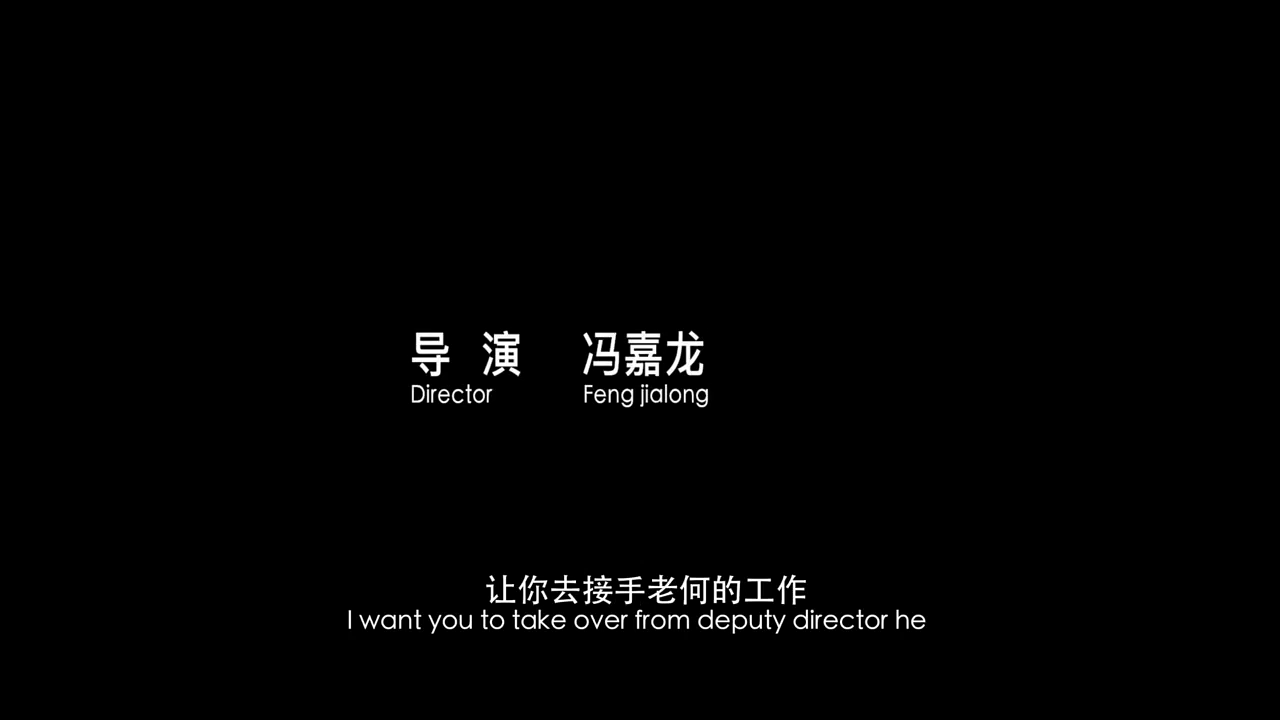 导 演 冯嘉龙
Director Feng jialong
让你去接手老何的工作
I want you to take over from deputy director he